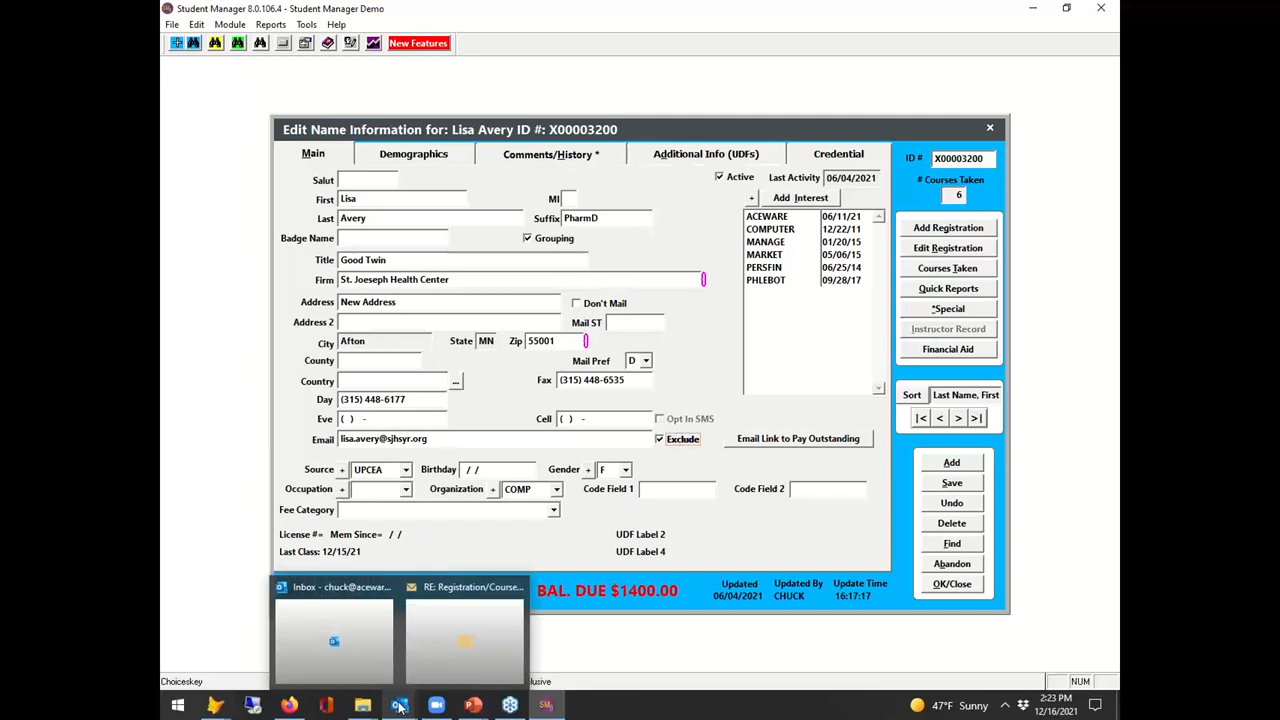 Student Manager 8.0.106.4 - Student Manager Demo
File Edit Module Reports Tools Help
New Features
Edit Name Information for: Lisa Avery ID #: X00003200
Main Demographics Comments/History * Additional Info (UDFs) Credential
ID # X00003200
# Courses Taken
6
Salut
Active Last Activity 06/04/2021
First Lisa MI
+ Add Interest
Last Avery Suffix PharmD
Badge Name Grouping
Title Good Twin
Firm St. Joeseph Health Center
Address New Address Don't Mail
Address 2 Mail ST
City Afton State MN Zip 55001
County Mail Pref D
Country ... Fax (315) 448-6535
Day (315) 448-6177
Eve ( ) - Cell ( ) - Opt In SMS
Email lisa.avery@sjhsyr.org Exclude Email Link to Pay Outstanding
ACEWARE 06/11/21
COMPUTER 12/22/11
MANAGE 01/20/15
MARKET 05/06/15
PERSFIN 06/25/14
PHLEBOT 09/28/17
Source + UPCEA Birthday / / Gender + F
Occupation + Organization + COMP Code Field 1 Code Field 2
Fee Category
License #= Mem Since= / / UDF Label 2
Last Class: 12/15/21 UDF Label 4
Add Registration
Edit Registration
Courses Taken
Quick Reports
*Special
Instructor Record
Financial Aid
Sort Last Name, First
|< < > >|
Add
Save
Undo
Delete
Find
Abandon
OK/Close
BAL. DUE $1400.00
Updated Updated By Update Time
06/04/2021 CHUCK 16:17:17
Inbox - chuck@acewar... RE: Registration/Course...
Choiceskey
NUM
47°F Sunny
2:23 PM
12/16/2021